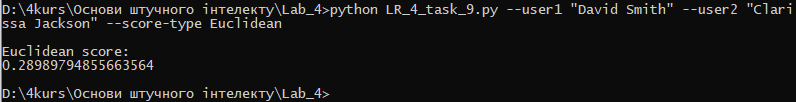 D:\4kurs\Основи штучного інтелекту\Lab_4>python LR_4_task_9.py --user1 "David Smith" --user2 "Clari
ssa Jackson" --score-type Euclidean
Euclidean score:
0.28989794855663564
D:\4kurs\Основи штучного інтелекту\Lab_4>